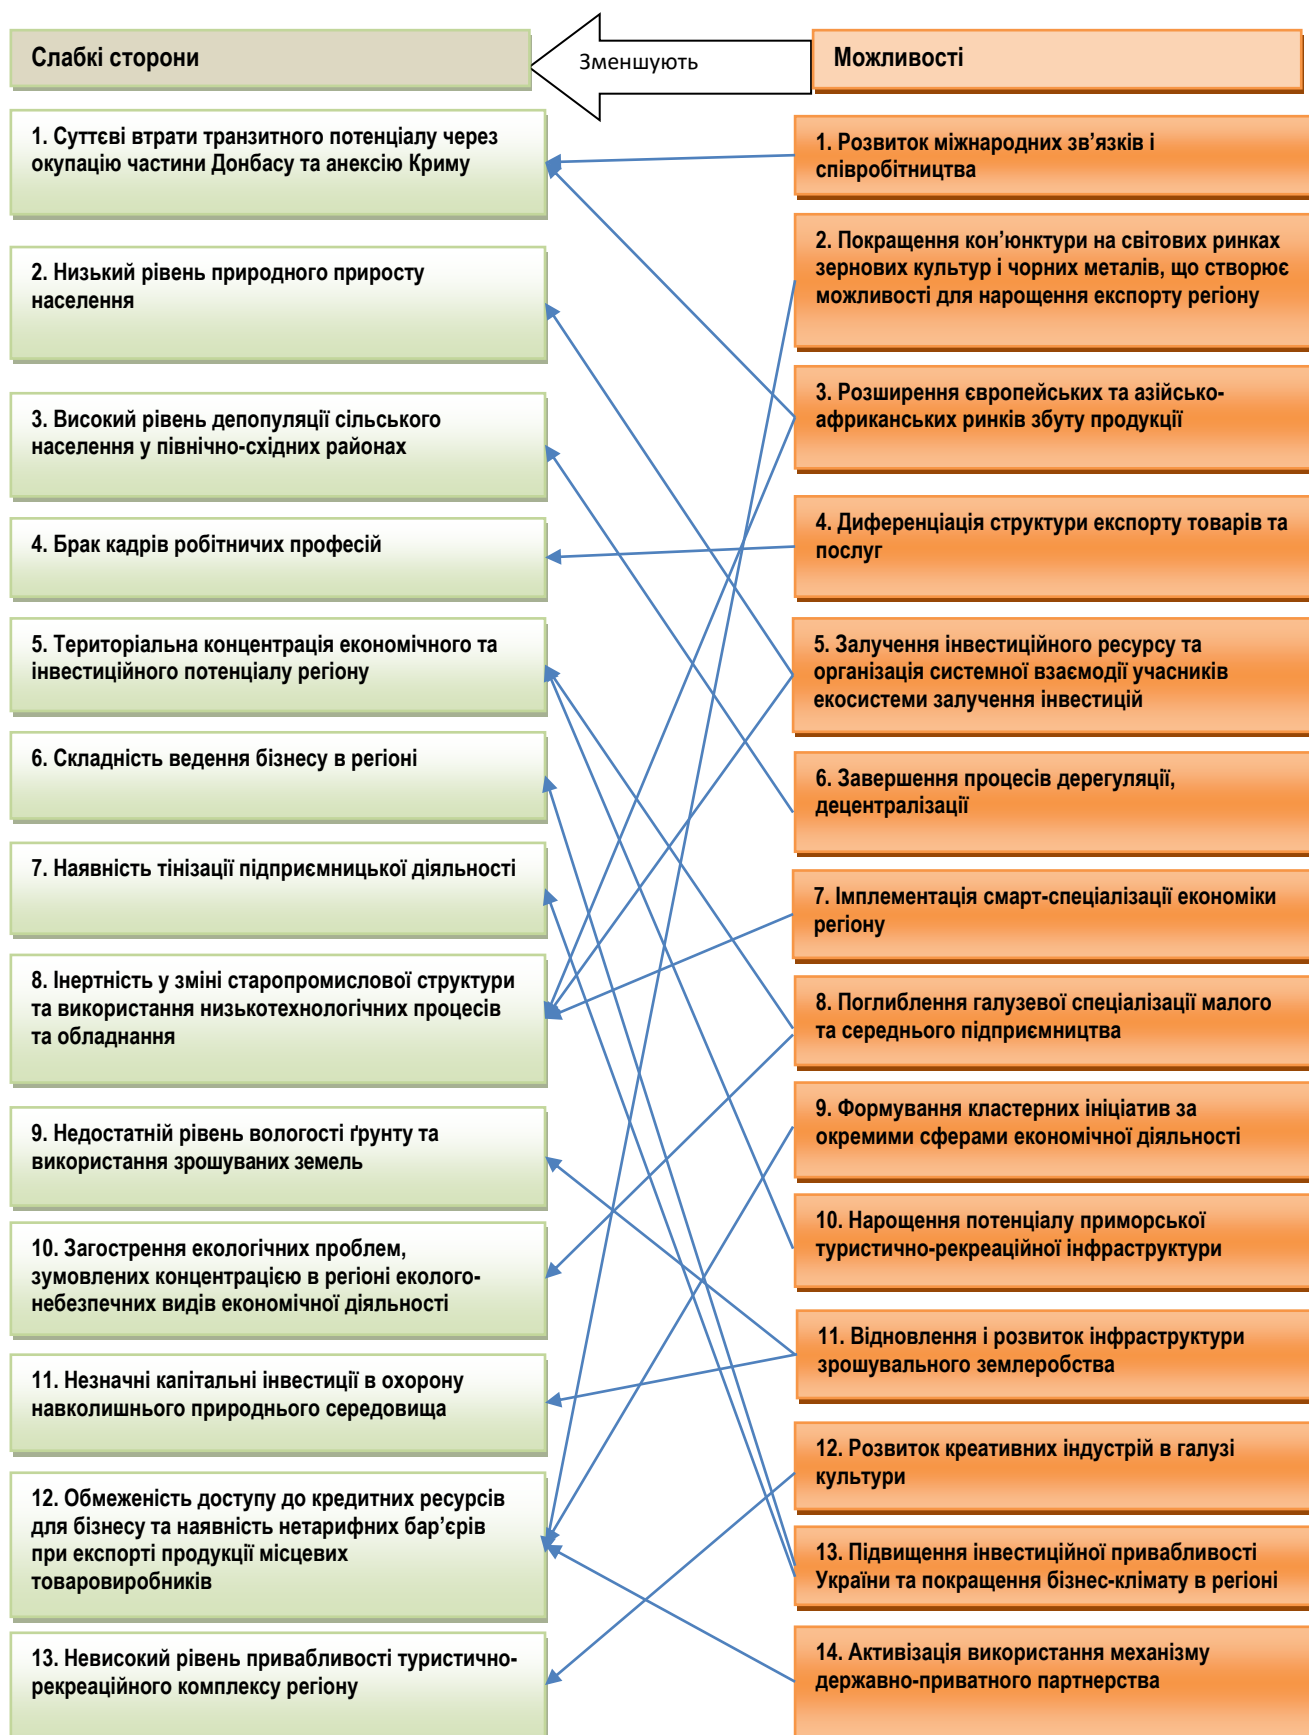 Слабкі сторони
Зменшують
Можливості
1. Суттєві втрати транзитного потенціалу через
окупацію частини Донбасу та анексію Криму
2. Низький рівень природного приросту
населення
3. Високий рівень депопуляції сільського
населення у північно-східних районах
4. Брак кадрів робітничих професій
5. Територіальна концентрація економічного та
інвестиційного потенціалу регіону
6. Складність ведення бізнесу в регіоні
7. Наявність тінізації підприємницької діяльності
8. Інертність у зміні старопромислової структури
та використання низькотехнологічних процесів
та обладнання
9. Недостатній рівень вологості ґрунту та
використання зрошуваних земель
10. Загострення екологічних проблем,
зумовлених концентрацією в регіоні еколого-
небезпечних видів економічної діяльності
11. Незначні капітальні інвестиції в охорону
навколишнього природнього середовища
12. Обмеженість доступу до кредитних ресурсів
для бізнесу та наявність нетарифних бар’єрів
при експорті продукції місцевих
товаровиробників
13. Невисокий рівень привабливості туристично-
рекреаційного комплексу регіону
1. Розвиток міжнародних зв’язків і
співробітництва
2. Покращення кон’юнктури на світових ринках
зернових культур і чорних металів, що створює
можливості для нарощення експорту регіону
3. Розширення європейських та азійсько-
африканських ринків збуту продукції
4. Диференціація структури експорту товарів та
послуг
5. Залучення інвестиційного ресурсу та
організація системної взаємодії учасників
екосистеми залучення інвестицій
6. Завершення процесів дерегуляції,
децентралізації
7. Імплементація смарт-спеціалізації економіки
регіону
8. Поглиблення галузевої спеціалізації малого
та середнього підприємництва
9. Формування кластерних ініціатив за
окремими сферами економічної діяльності
10. Нарощення потенціалу приморської
туристично-рекреаційної інфраструктури
11. Відновлення і розвиток інфраструктури
зрошувального землеробства
12. Розвиток креативних індустрій в галузі
культури
13. Підвищення інвестиційної привабливості
України та покращення бізнес-клімату в регіоні
14. Активізація використання механізму
державно-приватного партнерства